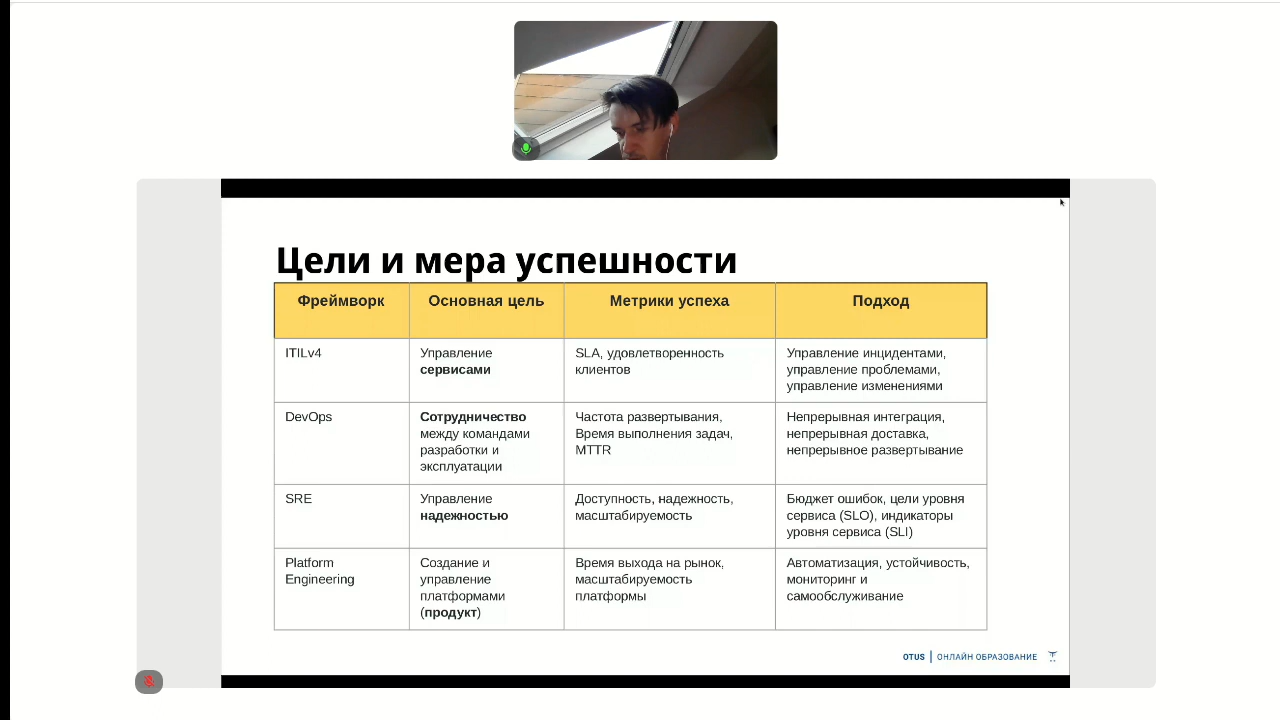 Цели и мера успешности
Фреймворк
Основная цель
Метрики успеха
Подход
ITILv4
Управление
сервисами
SLA, удовлетворенность
клиентов
Управление инцидентами,
управление проблемами,
управление изменениями
DevOps
Сотрудничество
между командами
разработки и
эксплуатации
Частота развертывания,
Время выполнения задач,
MTTR
Непрерывная интеграция,
непрерывная доставка,
непрерывное развертывание
SRE
Управление
надежностью
Доступность, надежность,
масштабируемость
Бюджет ошибок, цели уровня
сервиса (SLO), индикаторы
уровня сервиса (SLI)
Platform
Engineering
Создание и
управление
платформами
(продукт)
Время выхода на рынок,
масштабируемость
платформы
Автоматизация, устойчивость,
мониторинг и
самообслуживание
OTUS | ОНЛАЙН ОБРАЗОВАНИЕ